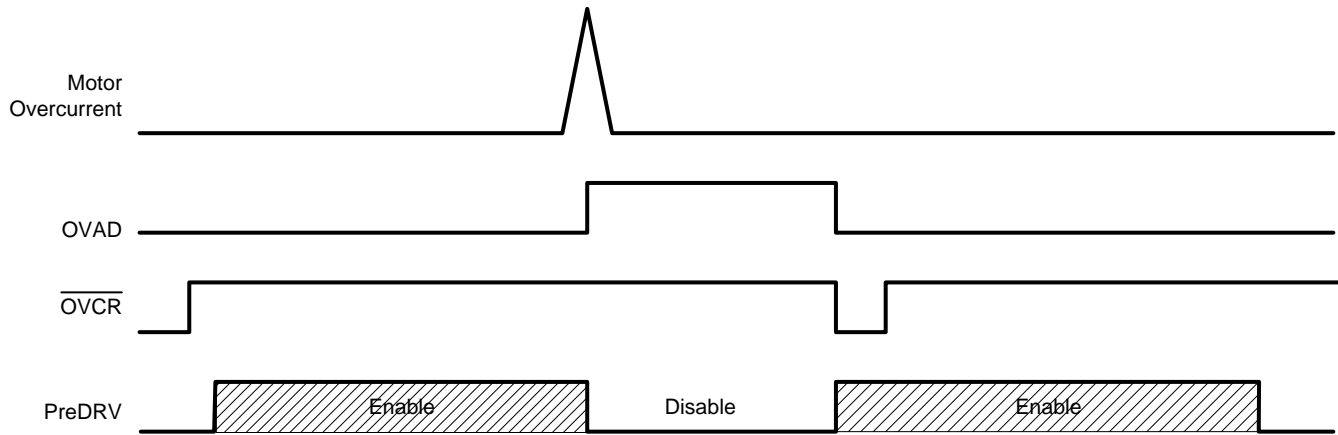 Motor
Overcurrent
OVAD
OVCR
PreDRV
Enable
Disable
Enable